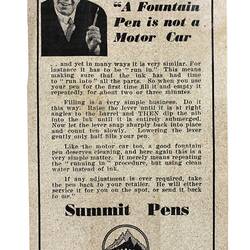 "A Fountain
Pen is not a
Motor Car
. . . and yet in many ways it is very similar. For
instance it has to be "run in." This means
making sure that the ink has had time
to "run into" all the parts. So when you use
your pen for the first time fill it and empty it
repeatedly, for about two or three minutes.
Filling is a very simple business. Do it
this way. Raise the lever until it is at right
angles to the barrel and THEN dip the nib
into the ink until it is entirely submerged.
Now let the lever snap sharply back into place
and count ten slowly. Lowering the lever
gently only half fills your pen.
Like the motor car too, a good fountain pen
deserves cleaning, and here again this is a
very simple matter. It merely means repeating
the "running in" procedure, but using clean
water instead of ink.
If any adjustment is ever required, take
the pen back to your retailer. He will either
service it for you on the spot, or send it back
to me."
Summit Pens